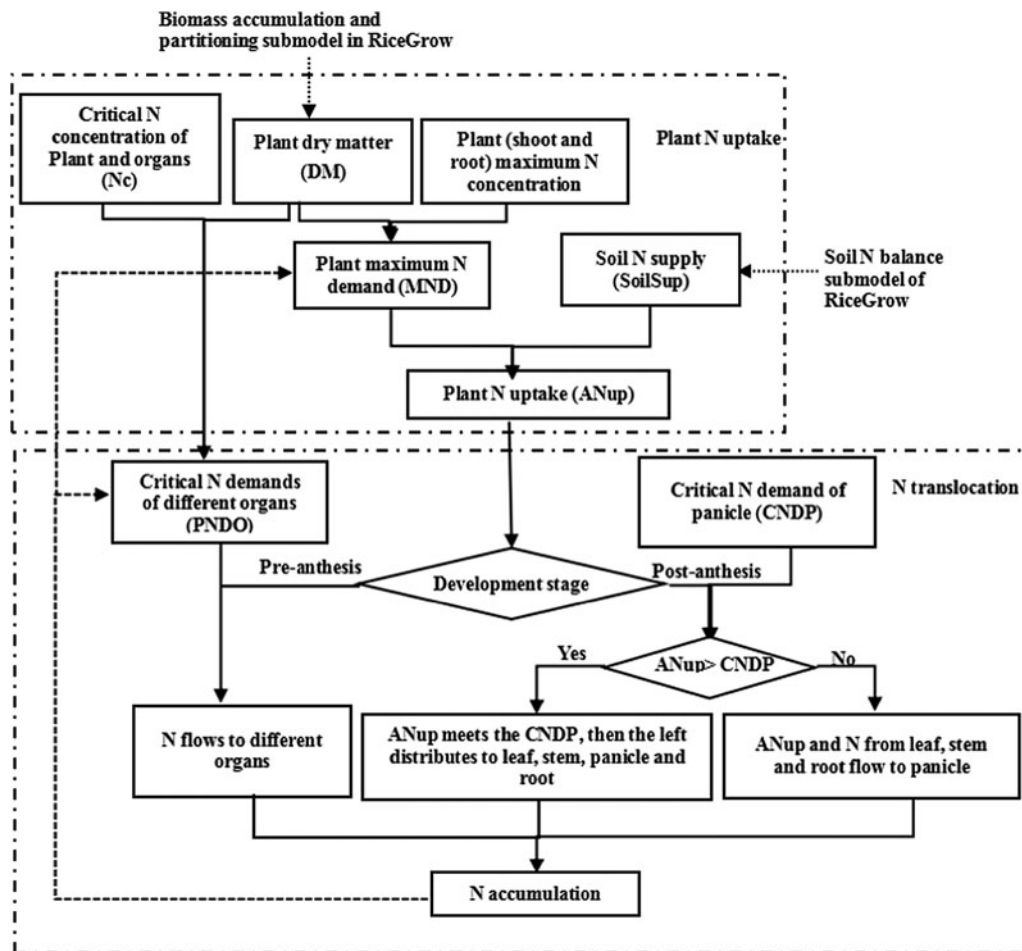 Biomass accumulation and
partitioning submodel in RiceGrow
Critical N
concentration of
Plant and organs
(Nc)
Plant dry matter
(DM)
Plant (shoot and
root) maximum N
concentration
Plant N uptake
Plant maximum N
demand (MND)
Soil N supply
(SoilSup)
Soil N balance
submodel of
RiceGrow
Plant N uptake (ANup)
Critical N demands
of different organs
(PNDO)
Critical N demand of
panicle (CNDP)
N translocation
Pre-anthesis
Development stage
Post-anthesis
Yes
ANup> CNDP
No
N flows to different
organs
ANup meets the CNDP, then the left
distributes to leaf, stem, panicle and
root
ANup and N from leaf, stem
and root flow to panicle
N accumulation